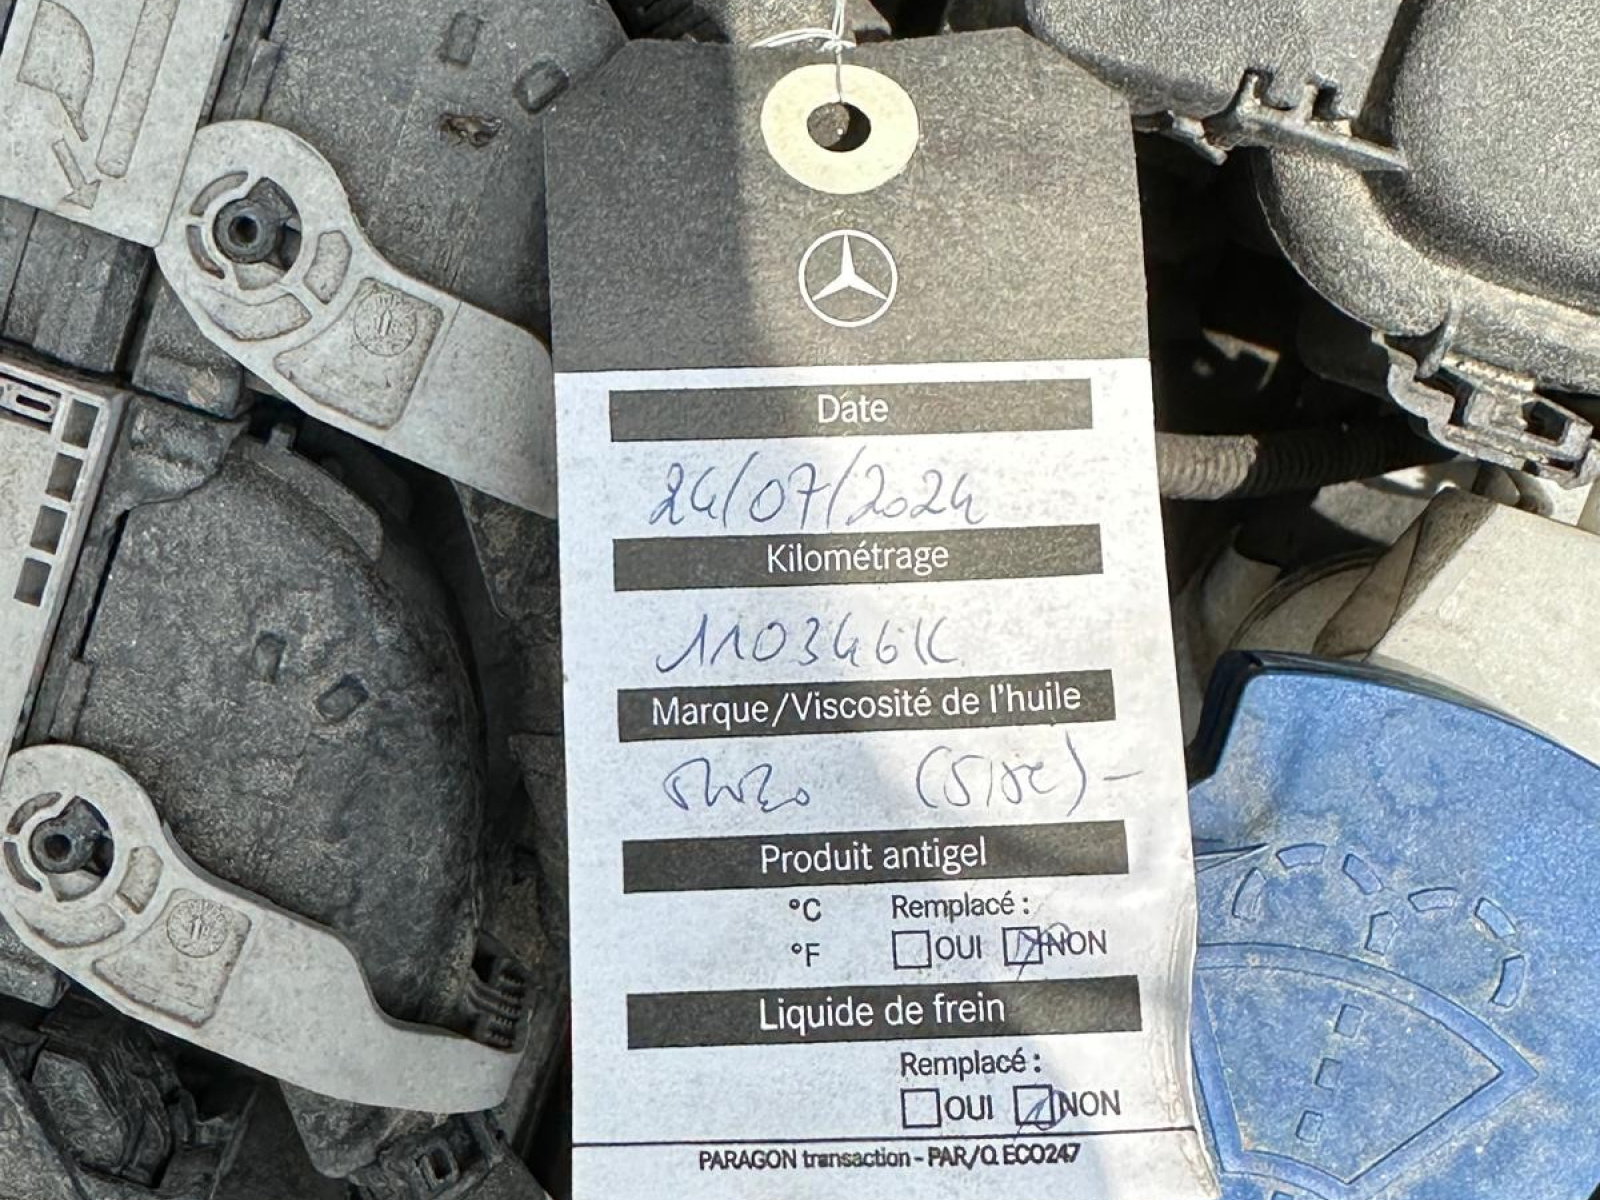 Date
24/07/2024
Kilométrage
110346K
Marque/Viscosité de l'huile
5W30
Produit antigel
°C Remplacé :
°F OUI NON
Liquide de frein
Remplacé :
OUI NON
PARAGON transaction - PAR/Q ECO247